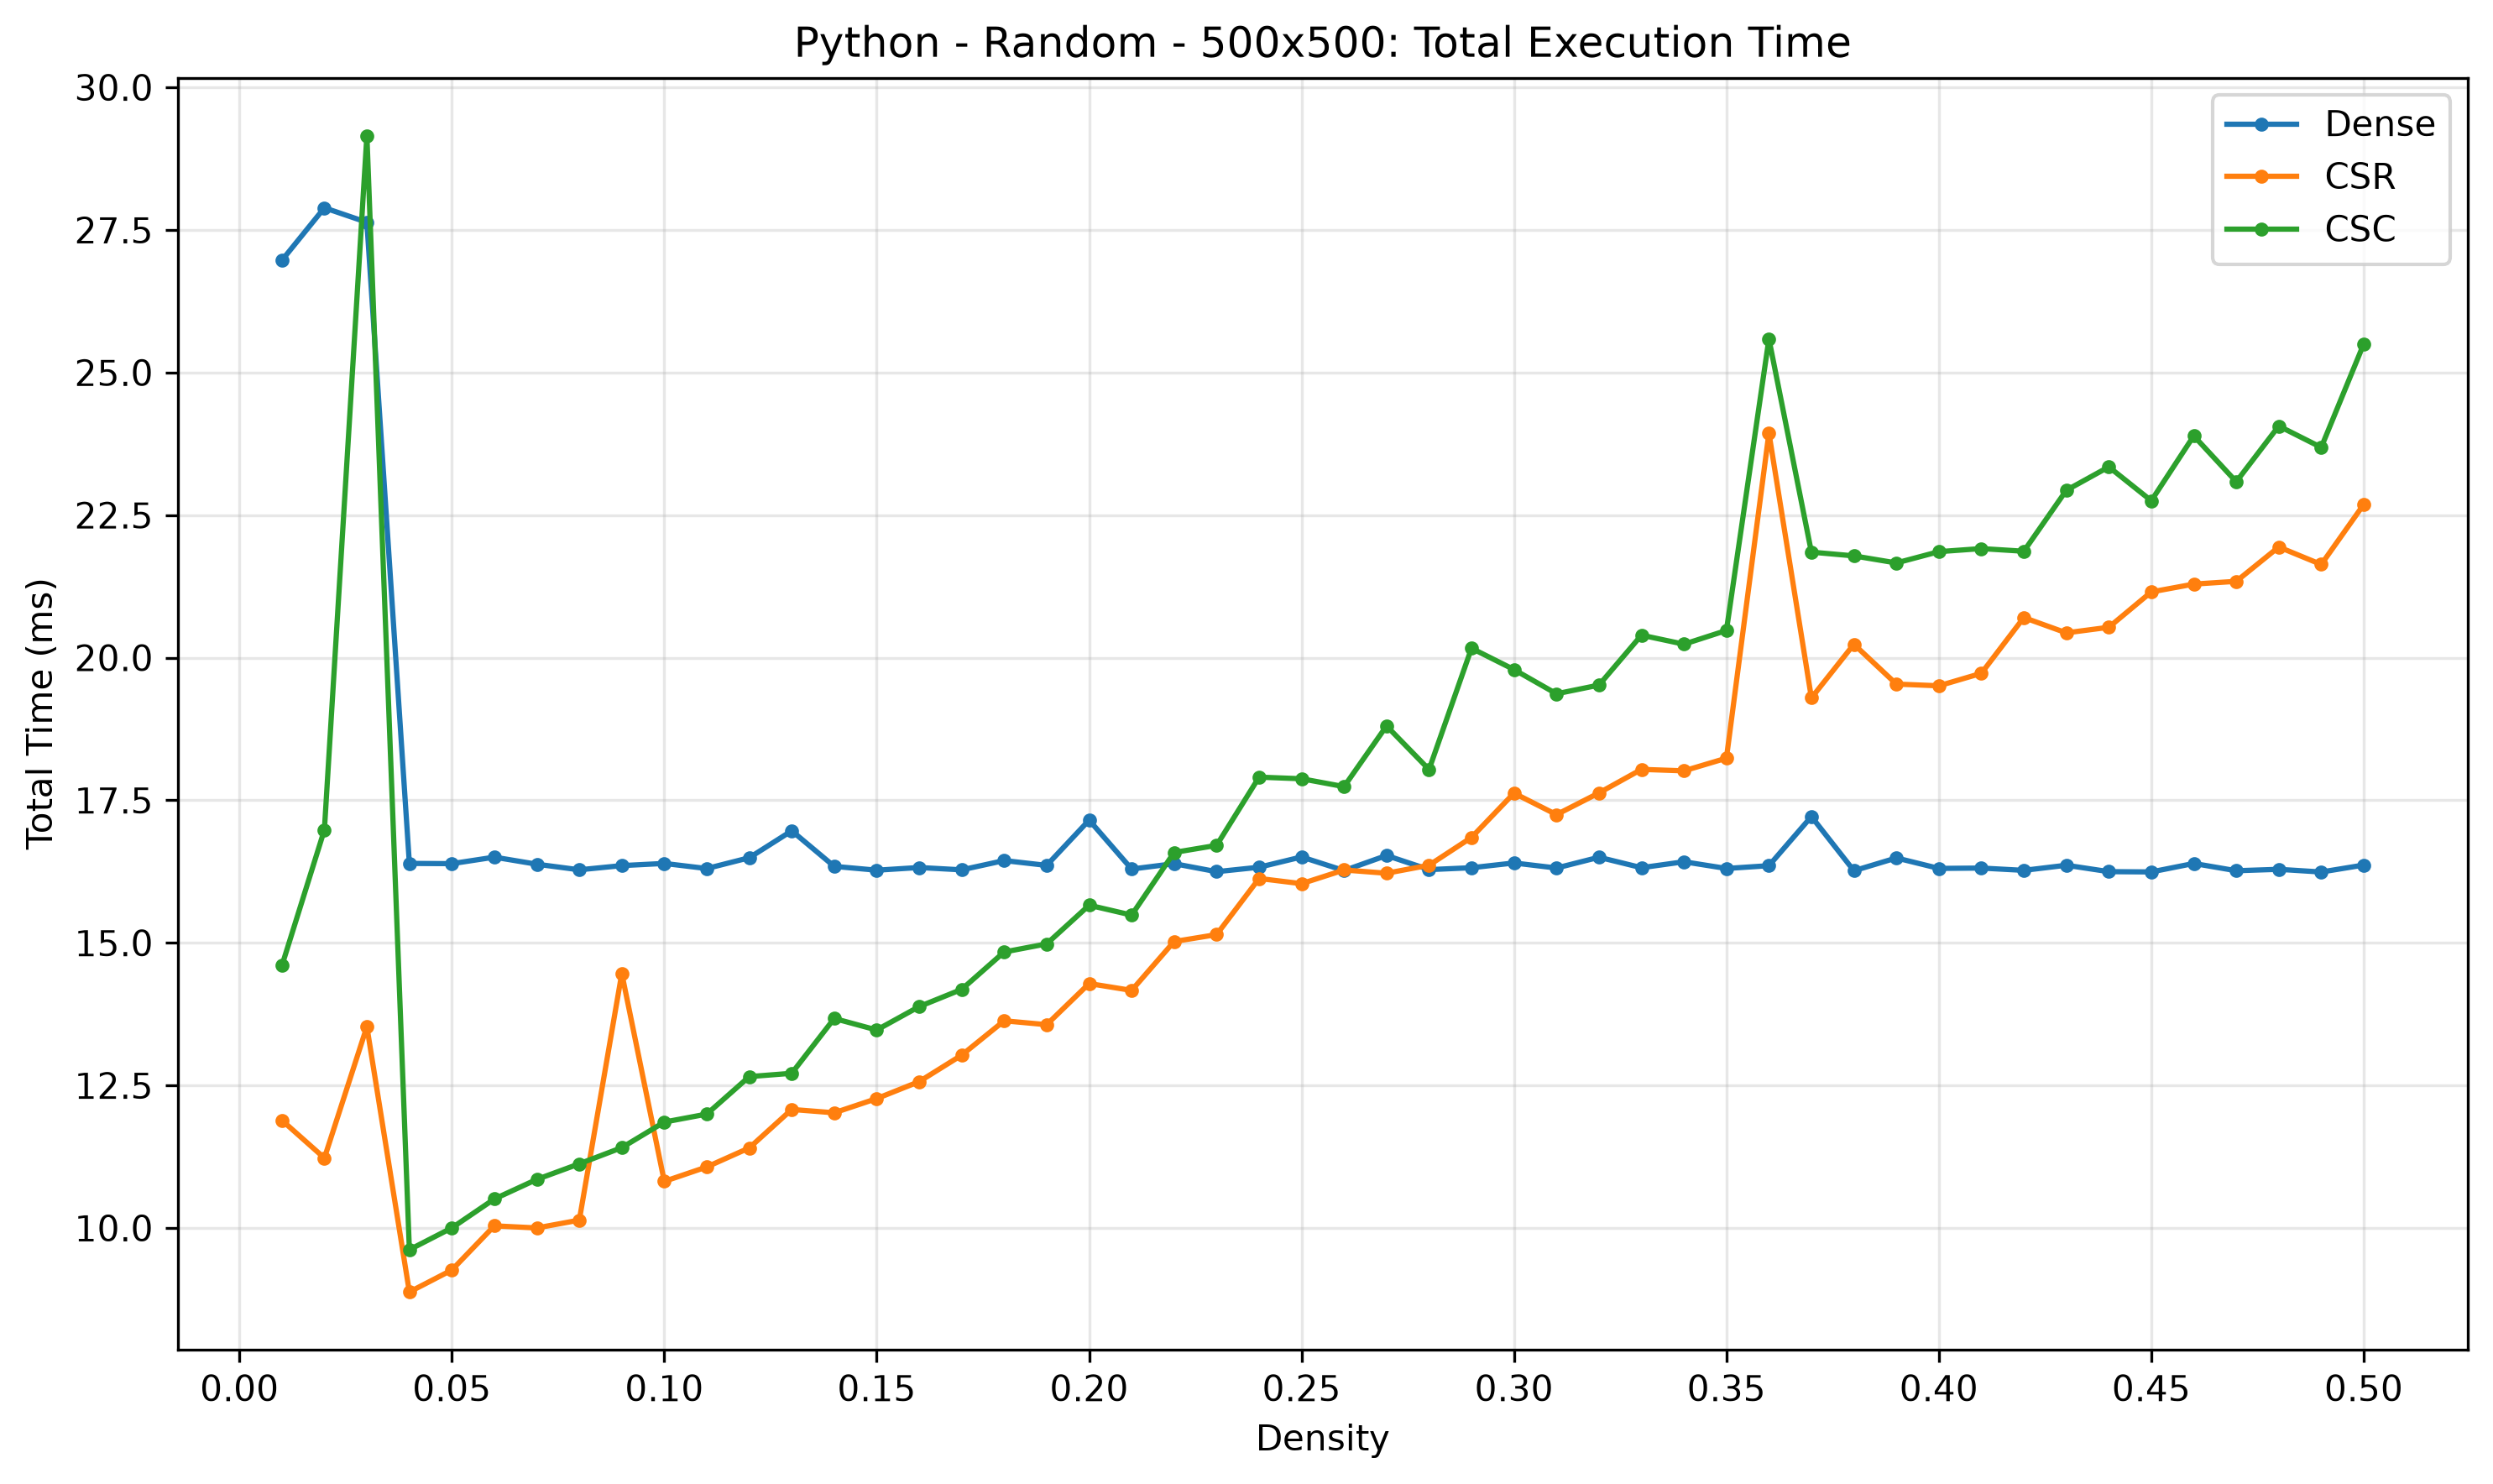 Python - Random - 500x500: Total Execution Time
Dense
CSR
CSC
Total Time (ms)
30.0
27.5
25.0
22.5
20.0
17.5
15.0
12.5
10.0
0.00 0.05 0.10 0.15 0.20 0.25 0.30 0.35 0.40 0.45 0.50
Density